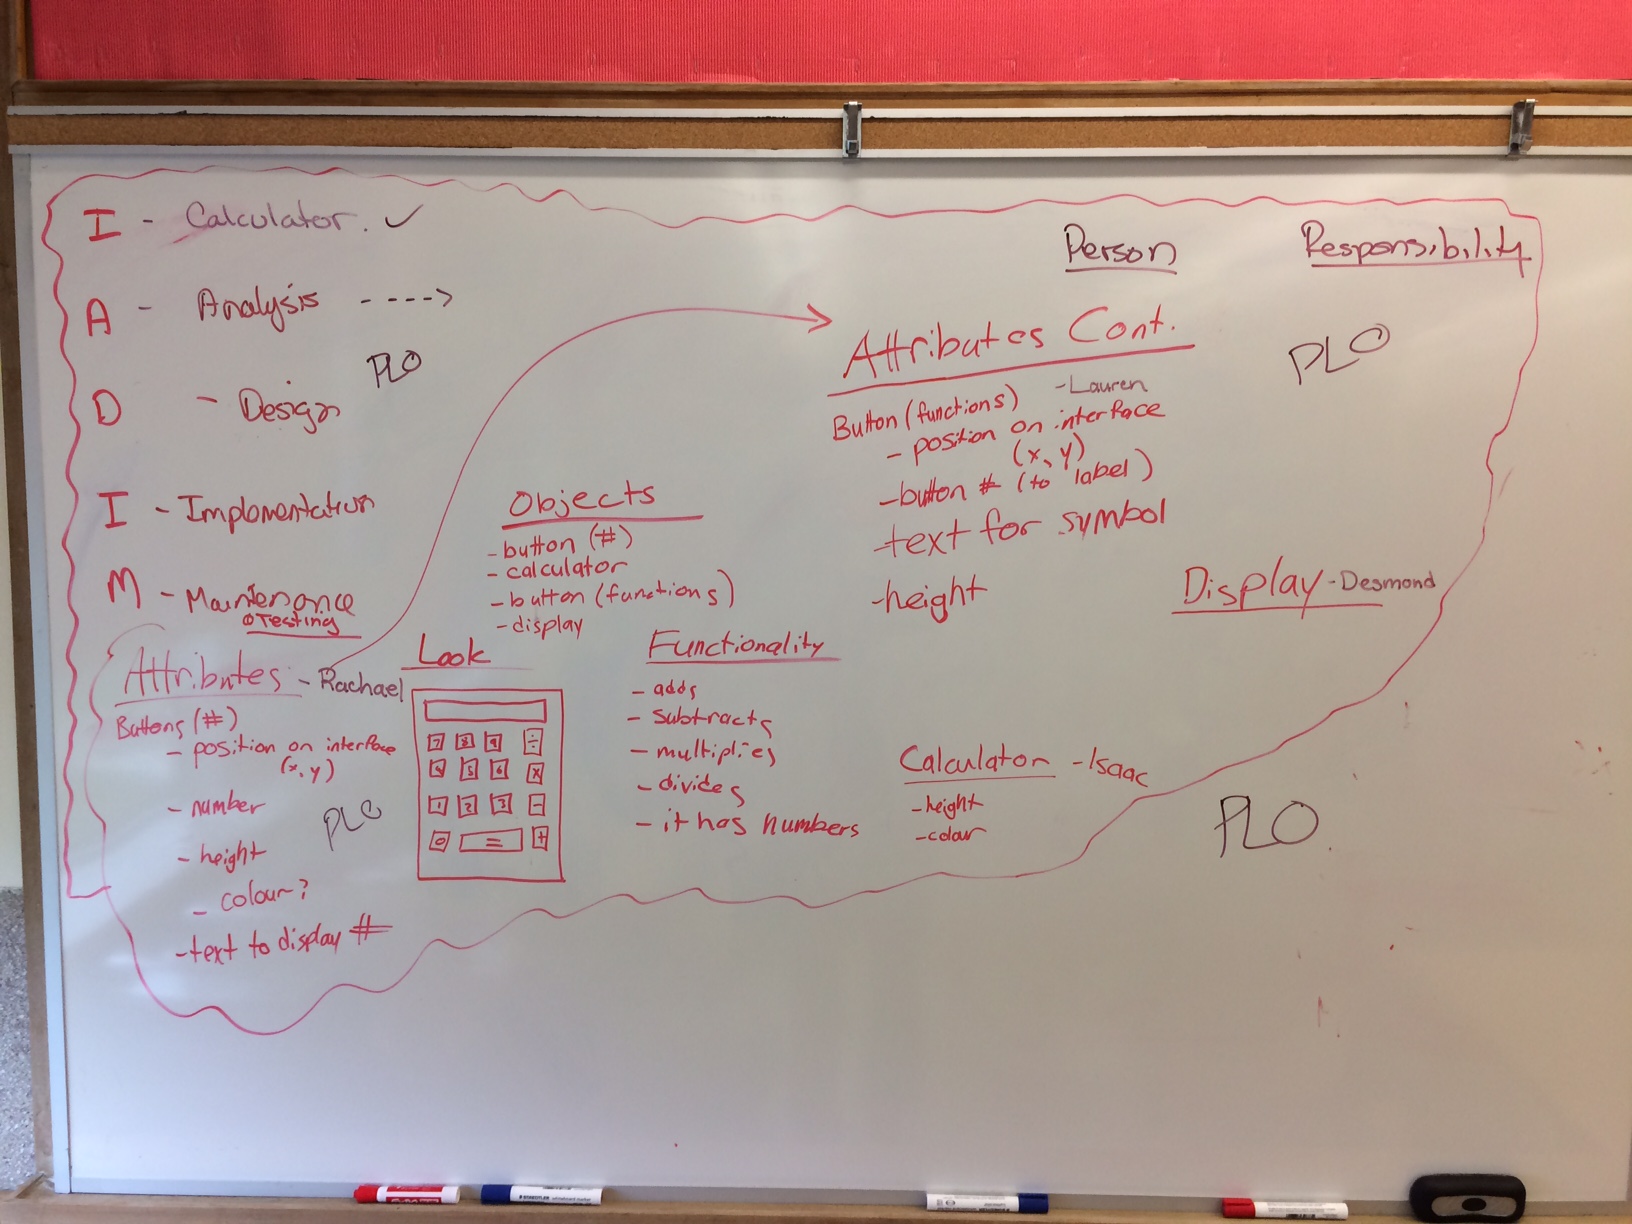 I - Calculator. ✓
A - Analysis ---->
PLO
D - Design
I - Implementation
M - Maintenance
Testing
Person
Responsibility
Attributes Cont.
PLO
Button (functions) - Lauren
- position on interface
(x, y)
- button # (to label)
- text for symbol
- height
Objects
- button (#)
- calculator
- button (functions)
- display
Display - Desmond
Attributes - Rachael
Buttons (#)
- position on interface
(x, y)
- number
PLO
- height
- colour?
- text to display #
Look
7 8 9 ÷
4 5 6 x
1 2 3 -
0 = +
Functionality
- adds
- subtracts
- multiplies
- divides
- it has numbers
Calculator - Isaac
- height
- colour
PLO